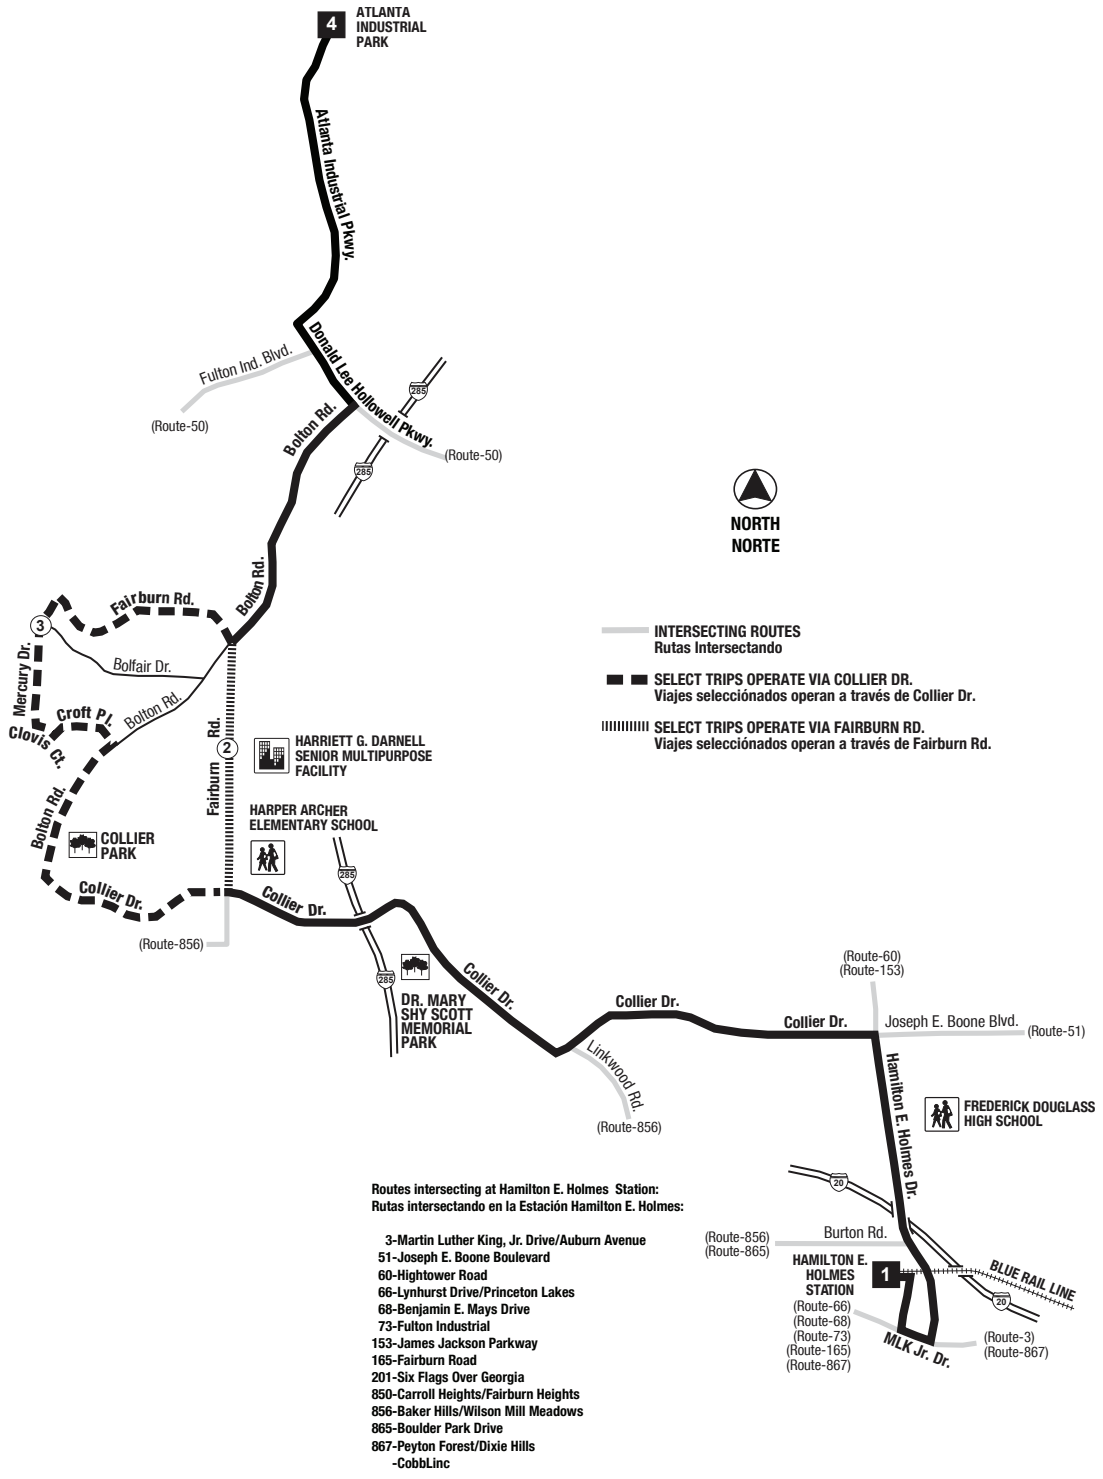 4
ATLANTA
INDUSTRIAL
PARK
Atlanta Industrial Pkwy.
Donald Lee Hollowell Pkwy.
Fulton Ind. Blvd.
(Route-50)
285
Bolton Rd.
(Route-50)
285
NORTH
NORTE
Bolton Rd.
Fairburn Rd.
3
Mercury Dr.
Bolfair Dr.
Croft Pl.
Clovis Ct.
Bolton Rd.
Fairburn Rd.
2
HARRIETT G. DARNELL
SENIOR MULTIPURPOSE
FACILITY
INTERSECTING ROUTES
Rutas Intersectando
SELECT TRIPS OPERATE VIA COLLIER DR.
Viajes selecciónados operan a través de Collier Dr.
SELECT TRIPS OPERATE VIA FAIRBURN RD.
Viajes selecciónados operan a través de Fairburn Rd.
Bolton Rd.
COLLIER
PARK
HARPER ARCHER
ELEMENTARY SCHOOL
285
Collier Dr.
Collier Dr.
(Route-856)
285
DR. MARY
SHY SCOTT
MEMORIAL
PARK
Collier Dr.
Collier Dr.
Linkwood Rd.
(Route-856)
(Route-60)
(Route-153)
Collier Dr.
Joseph E. Boone Blvd.
(Route-51)
Hamilton E. Holmes Dr.
FREDERICK DOUGLASS
HIGH SCHOOL
20
Burton Rd.
(Route-856)
(Route-865)
HAMILTON E.
HOLMES
STATION
1
BLUE RAIL LINE
20
(Route-66)
(Route-68)
(Route-73)
(Route-165)
(Route-867)
MLK Jr. Dr.
(Route-3)
(Route-867)
Routes intersecting at Hamilton E. Holmes Station:
Rutas intersectando en la Estación Hamilton E. Holmes:
3-Martin Luther King, Jr. Drive/Auburn Avenue
51-Joseph E. Boone Boulevard
60-Hightower Road
66-Lynhurst Drive/Princeton Lakes
68-Benjamin E. Mays Drive
73-Fulton Industrial
153-James Jackson Parkway
165-Fairburn Road
201-Six Flags Over Georgia
850-Carroll Heights/Fairburn Heights
856-Baker Hills/Wilson Mill Meadows
865-Boulder Park Drive
867-Peyton Forest/Dixie Hills
-CobbLinc